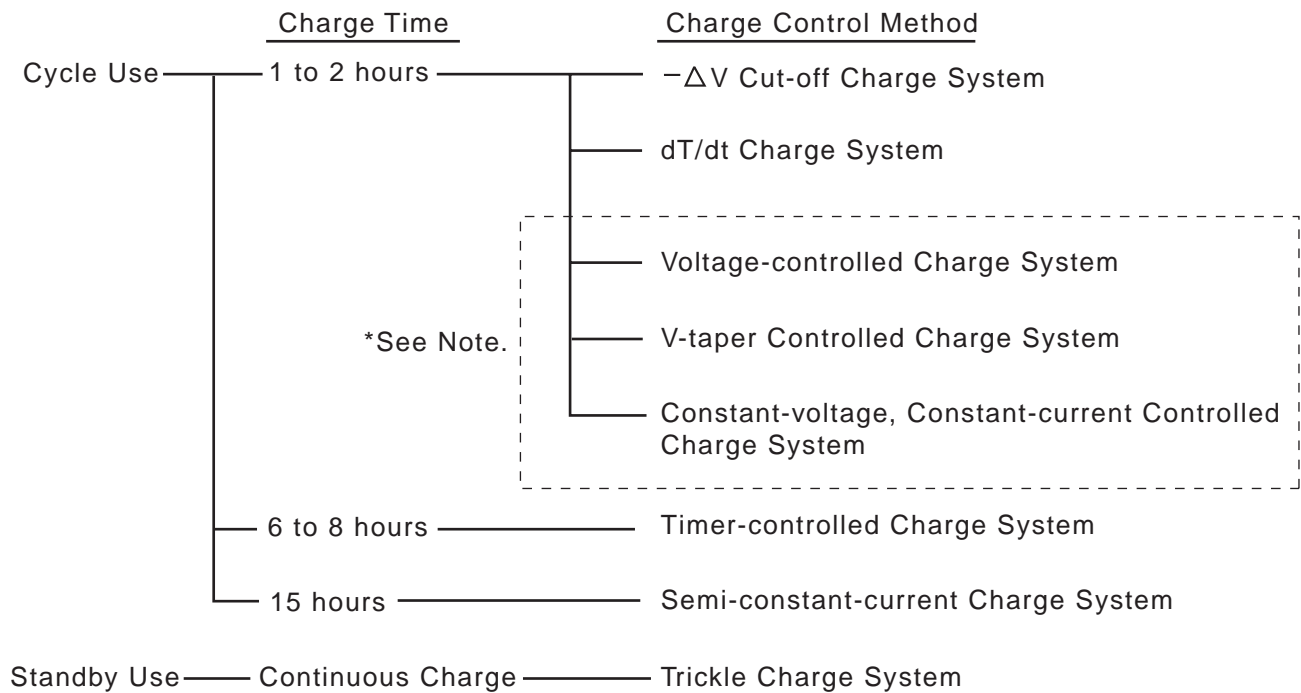 Charge Time Charge Control Method
Cycle Use 1 to 2 hours −△V Cut-off Charge System
dT/dt Charge System
Voltage-controlled Charge System
*See Note. V-taper Controlled Charge System
Constant-voltage, Constant-current Controlled
Charge System
6 to 8 hours Timer-controlled Charge System
15 hours Semi-constant-current Charge System
Standby Use Continuous Charge Trickle Charge System